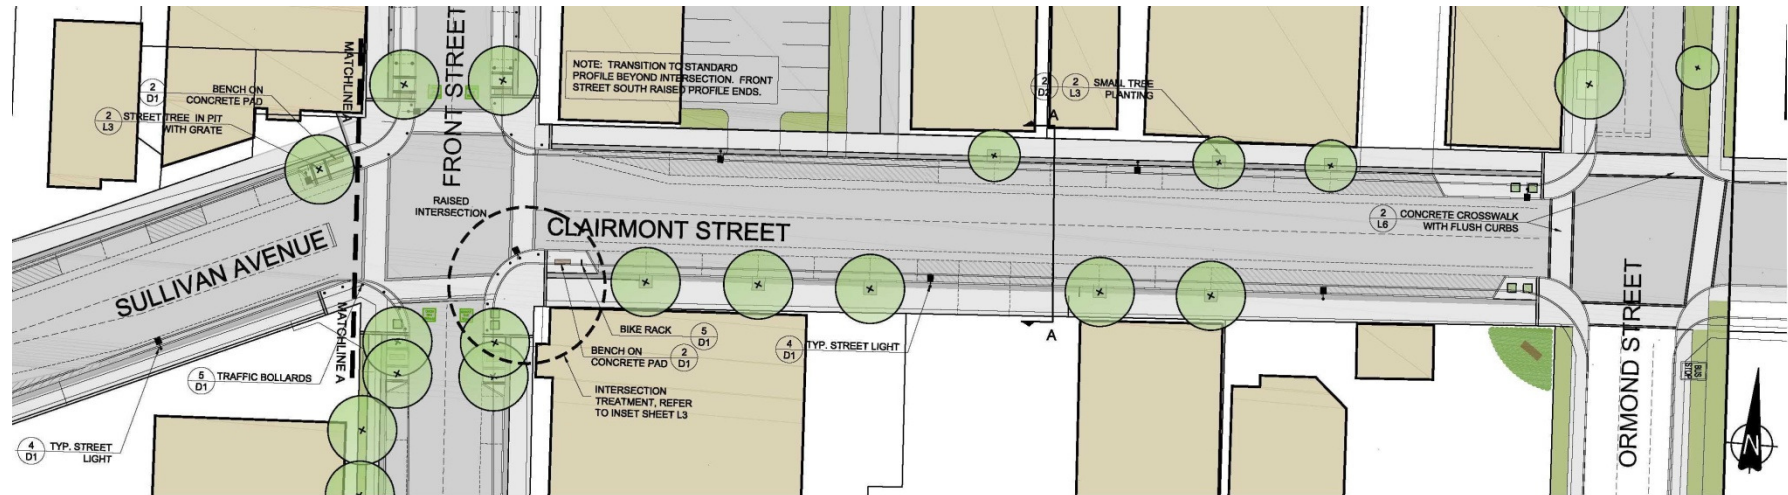 MATCHLINE A
FRONT STREET
2
D1
BENCH ON
CONCRETE PAD
2
L3
STREET TREE IN PIT
WITH GRATE
NOTE: TRANSITION TO STANDARD
PROFILE BEYOND INTERSECTION. FRONT
STREET SOUTH RAISED PROFILE ENDS.
2
D2
2
L3
SMALL TREE
PLANTING
A
RAISED
INTERSECTION
CLAIRMONT STREET
SULLIVAN AVENUE
2
L6
CONCRETE CROSSWALK
WITH FLUSH CURBS
MATCHLINE A
BIKE RACK
5
D1
BENCH ON
CONCRETE PAD
2
D1
4
D1
TYP. STREET LIGHT
A
5
D1
TRAFFIC BOLLARDS
INTERSECTION
TREATMENT, REFER
TO INSET SHEET L3
ORMOND STREET
BUS
STOP
4
D1
TYP. STREET
LIGHT
N